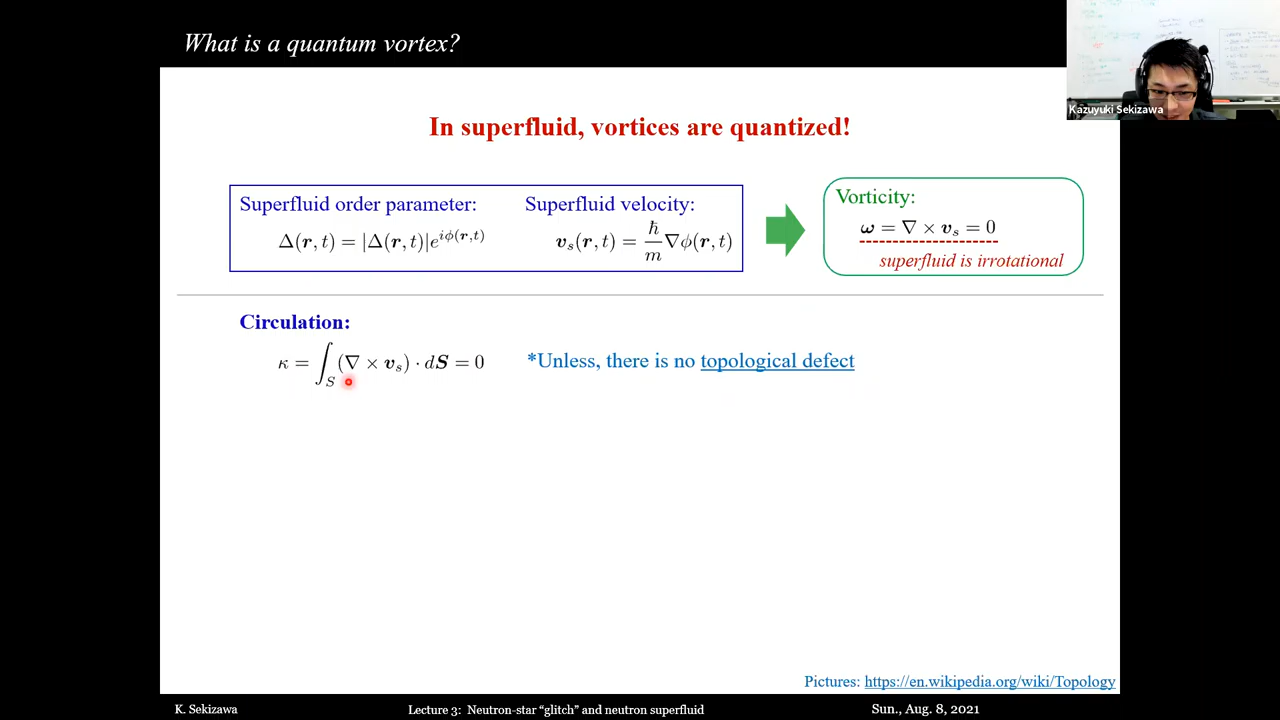 What is a quantum vortex?
Kazuyuki Sekizawa
In superfluid, vortices are quantized!
Superfluid order parameter:
Δ(r, t) = |Δ(r, t)|e^{iϕ(r,t)}
Superfluid velocity:
v_s(r, t) = ħ/m ∇ϕ(r, t)
Vorticity:
ω = ∇ × v_s = 0
superfluid is irrotational
Circulation:
κ = ∫_S (∇ × v_s) · dS = 0
*Unless, there is no topological defect
Pictures: https://en.wikipedia.org/wiki/Topology
K. Sekizawa
Lecture 3: Neutron-star “glitch” and neutron superfluid
Sun., Aug. 8, 2021